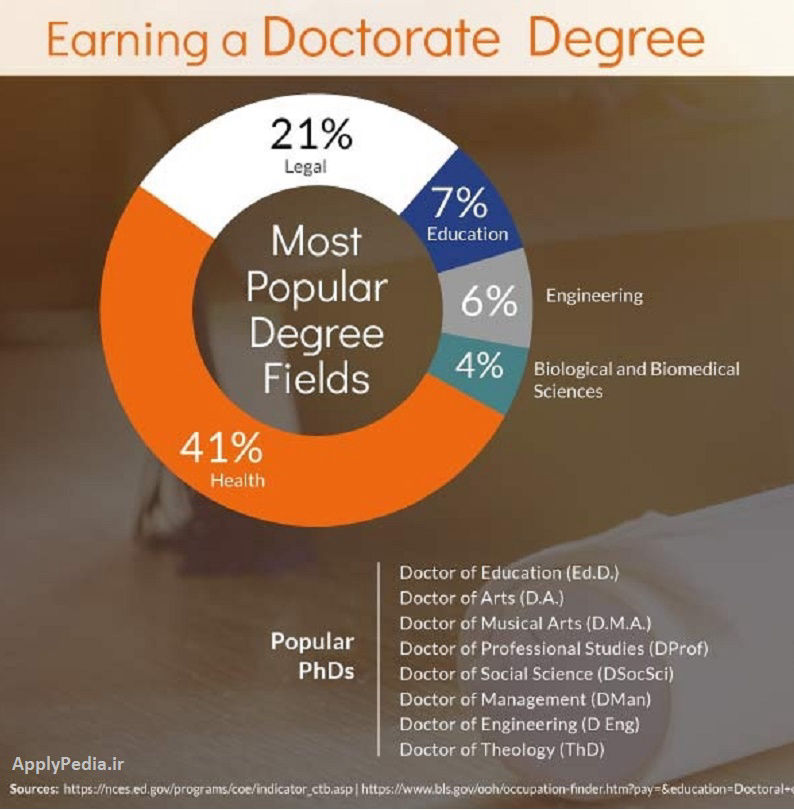 Earning a Doctorate Degree
21%
Legal
7%
Education
6%
Engineering
4%
Biological and Biomedical
Sciences
41%
Health
Most
Popular
Degree
Fields
Popular
PhDs
Doctor of Education (Ed.D.)
Doctor of Arts (D.A.)
Doctor of Musical Arts (D.M.A.)
Doctor of Professional Studies (DProf)
Doctor of Social Science (DSocSci)
Doctor of Management (DMan)
Doctor of Engineering (D Eng)
Doctor of Theology (ThD)
ApplyPedia.ir
Sources: https://nces.ed.gov/programs/coe/indicator_ctb.asp | https://www.bls.gov/ooh/occupation-finder.htm?pay=&education=Doctoral+